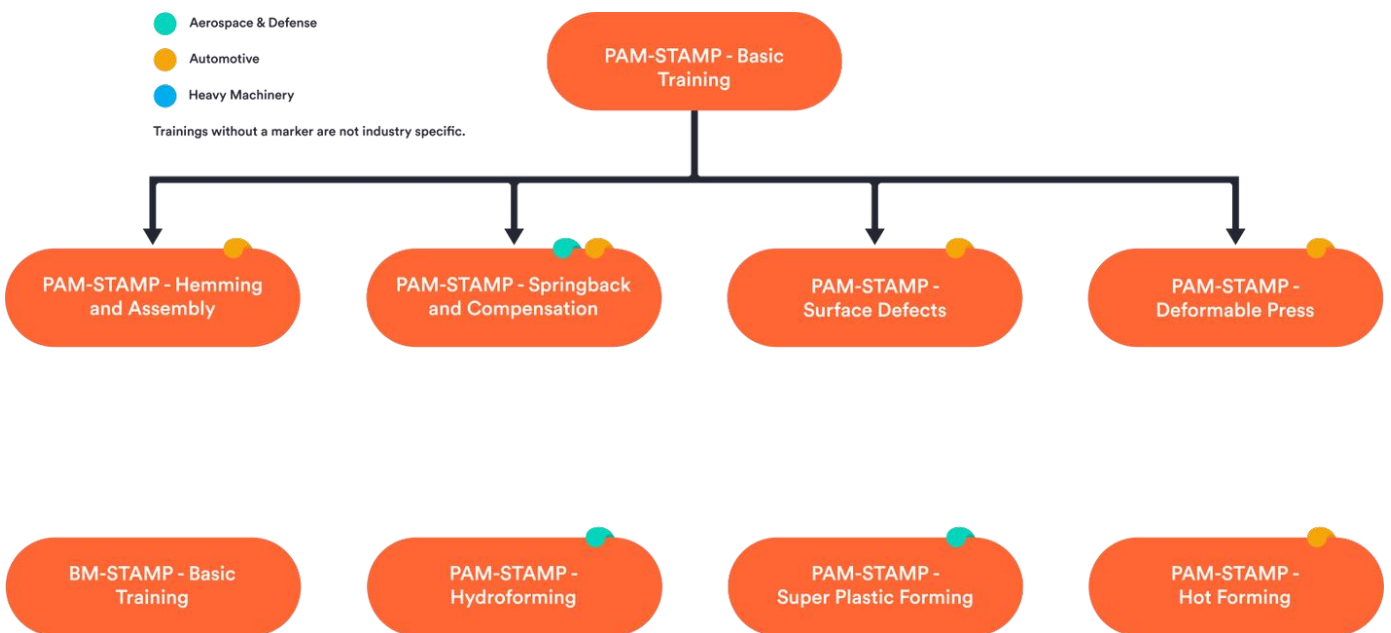 Aerospace & Defense
Automotive
Heavy Machinery
Trainings without a marker are not industry specific.
PAM-STAMP - Basic
Training
PAM-STAMP - Hemming
and Assembly
PAM-STAMP - Springback
and Compensation
PAM-STAMP -
Surface Defects
PAM-STAMP -
Deformable Press
BM-STAMP - Basic
Training
PAM-STAMP -
Hydroforming
PAM-STAMP -
Super Plastic Forming
PAM-STAMP -
Hot Forming